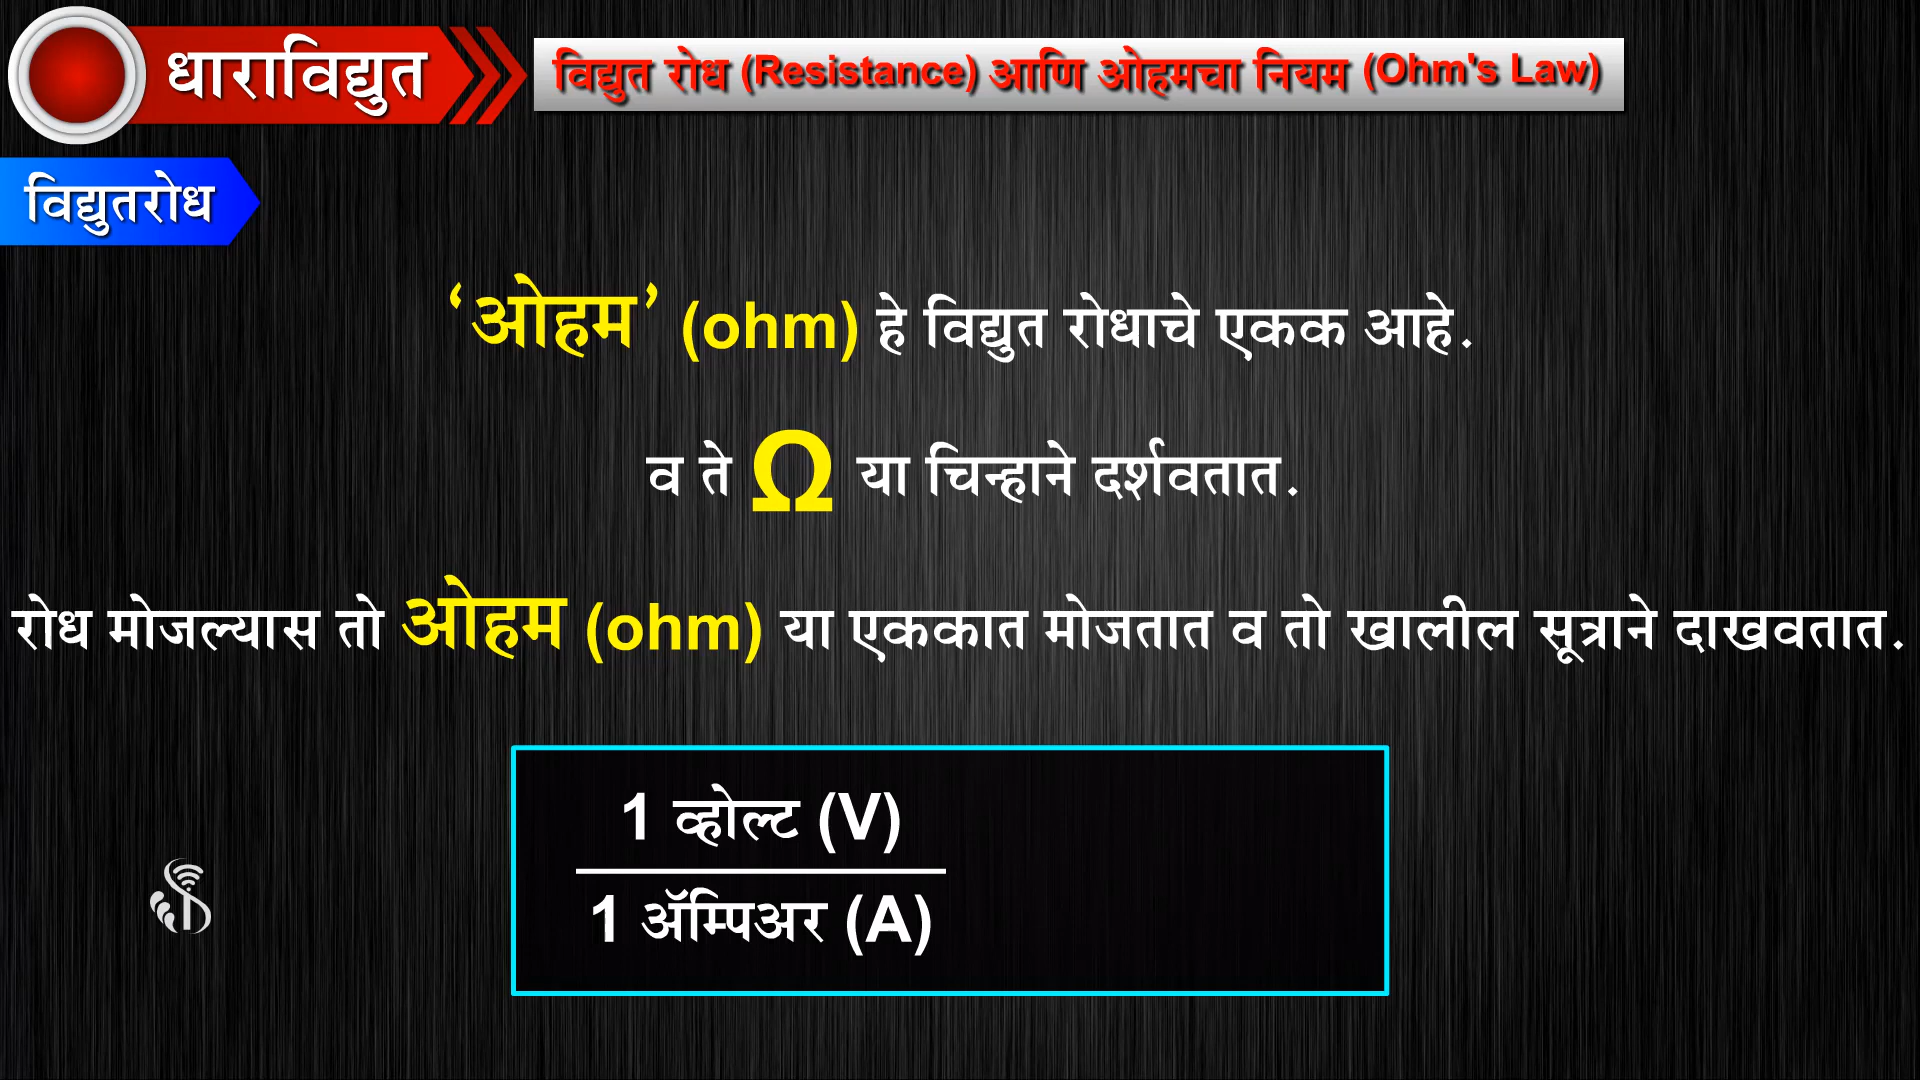 धाराविद्युत
विद्युत रोध (Resistance) आणि ओहमचा नियम (Ohm's Law)
विद्युतरोध
‘ओहम’ (ohm) हे विद्युत रोधाचे एकक आहे.
व ते Ω या चिन्हाने दर्शवतात.
रोध मोजल्यास तो ओहम (ohm) या एककात मोजतात व तो खालील सूत्राने दाखवतात.
1 व्होल्ट (V)
1 ॲम्पिअर (A)